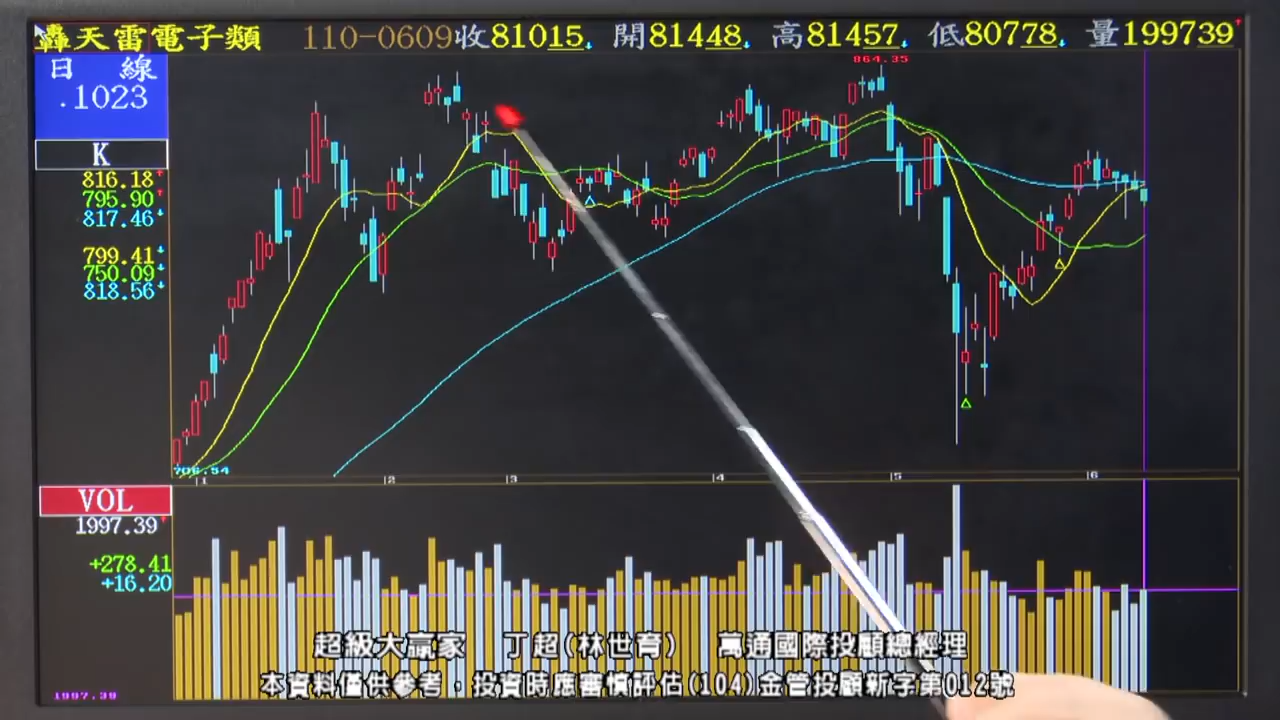 轟天雷電子類 110-0609收81015 開81448 高81457 低80778 量199739
日 線
.1023
K
816.18
795.90
817.46
799.41
750.09
818.56
864.35
706.54
1 2 3 4 5 6
VOL
1997.39
+278.41
+16.20
1997.39
超級大贏家 丁超(林世育) 萬通國際投顧總經理
本資料僅供參考，投資時應審慎評估(104)金管投顧新字第012號